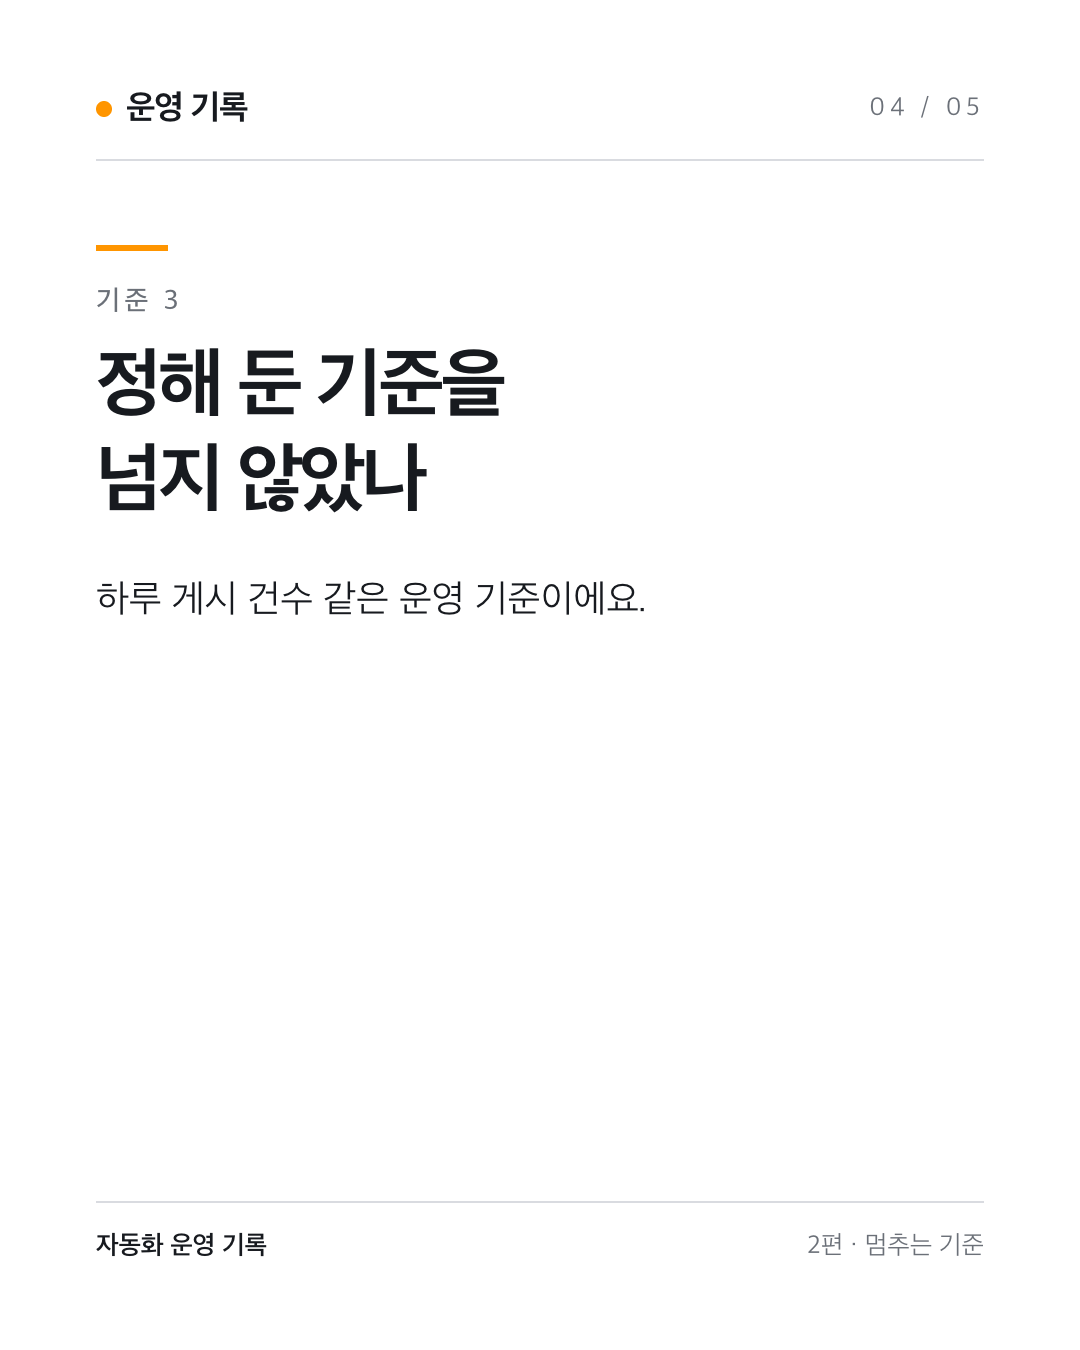 운영 기록
04 / 05
기준 3
정해 둔 기준을
넘지 않았나
하루 게시 건수 같은 운영 기준이에요.
자동화 운영 기록
2편 · 멈추는 기준